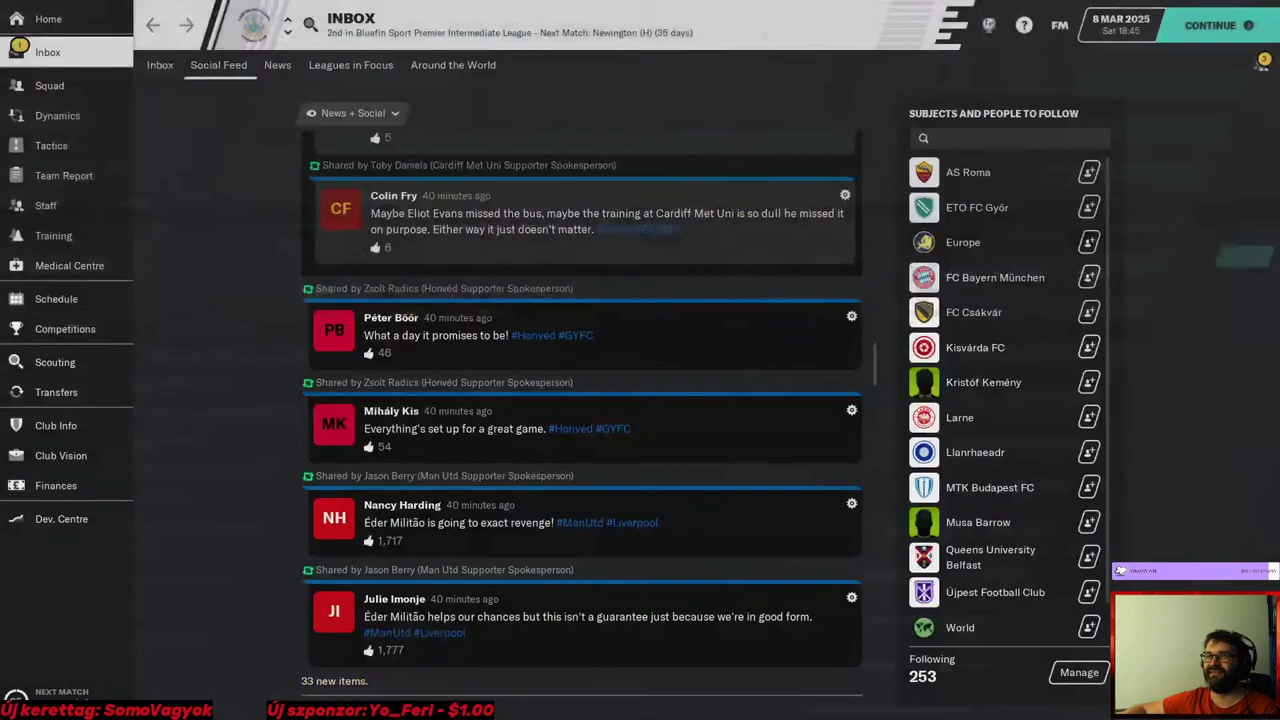 Home
INBOX
2nd in Bluefin Sport Premier Intermediate League - Next Match: Newington (H) (35 days)
FM
8 MAR 2025
Sat 18:45
CONTINUE
1
Inbox
Squad
Dynamics
Tactics
Team Report
Staff
Training
Medical Centre
Schedule
Competitions
Scouting
Transfers
Club Info
Club Vision
Finances
Dev. Centre
NEXT MATCH
Inbox
Social Feed
News
Leagues in Focus
Around the World
3
News + Social
5
Shared by Toby Daniels (Cardiff Met Uni Supporter Spokesperson)
CF
Colin Fry 40 minutes ago
Maybe Eliot Evans missed the bus, maybe the training at Cardiff Met Uni is so dull he missed it
on purpose. Either way it just doesn't matter.
6
Shared by Zsolt Radics (Honvéd Supporter Spokesperson)
PB
Péter Böőr 40 minutes ago
What a day it promises to be! #Honvéd #GYFC
46
Shared by Zsolt Radics (Honvéd Supporter Spokesperson)
MK
Mihály Kis 40 minutes ago
Everything's set up for a great game. #Honvéd #GYFC
54
Shared by Jason Berry (Man Utd Supporter Spokesperson)
NH
Nancy Harding 40 minutes ago
Éder Militão is going to exact revenge! #ManUtd #Liverpool
1,717
Shared by Jason Berry (Man Utd Supporter Spokesperson)
JI
Julie Imonje 40 minutes ago
Éder Militão helps our chances but this isn't a guarantee just because we're in good form.
#ManUtd #Liverpool
1,777
33 new items.
SUBJECTS AND PEOPLE TO FOLLOW
AS Roma
ETO FC Győr
Europe
FC Bayern München
FC Csákvár
Kisvárda FC
Kristóf Kemény
Larne
Llanrhaeadr
MTK Budapest FC
Musa Barrow
Queens University
Belfast
Újpest Football Club
World
Following
253
Manage
Új kerettag: SomoVagyok
Új szponzor: Yo_Feri - $1.00